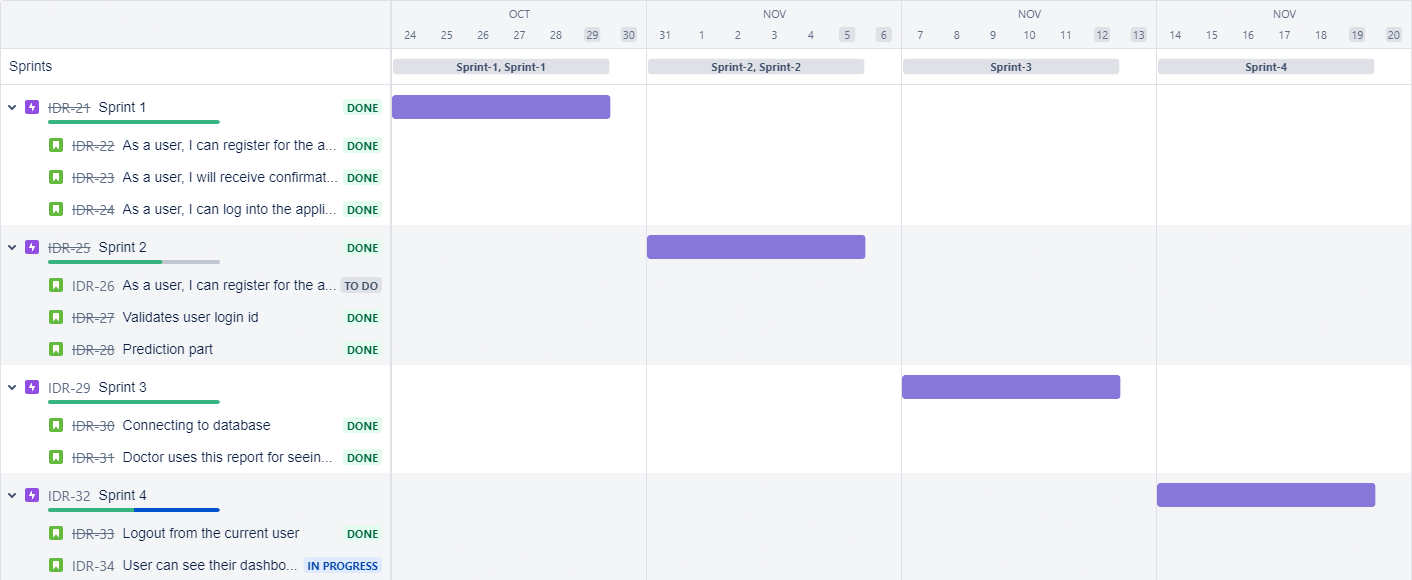 OCT NOV NOV NOV
24 25 26 27 28 29 30 31 1 2 3 4 5 6 7 8 9 10 11 12 13 14 15 16 17 18 19 20
Sprints Sprint-1, Sprint-1 Sprint-2, Sprint-2 Sprint-3 Sprint-4
IDR-21 Sprint 1 DONE
IDR-22 As a user, I can register for the a... DONE
IDR-23 As a user, I will receive confirmat... DONE
IDR-24 As a user, I can log into the appli... DONE
IDR-25 Sprint 2 DONE
IDR-26 As a user, I can register for the a... TO DO
IDR-27 Validates user login id DONE
IDR-28 Prediction part DONE
IDR-29 Sprint 3
IDR-30 Connecting to database DONE
IDR-31 Doctor uses this report for seein... DONE
IDR-32 Sprint 4
IDR-33 Logout from the current user DONE
IDR-34 User can see their dashbo... IN PROGRESS